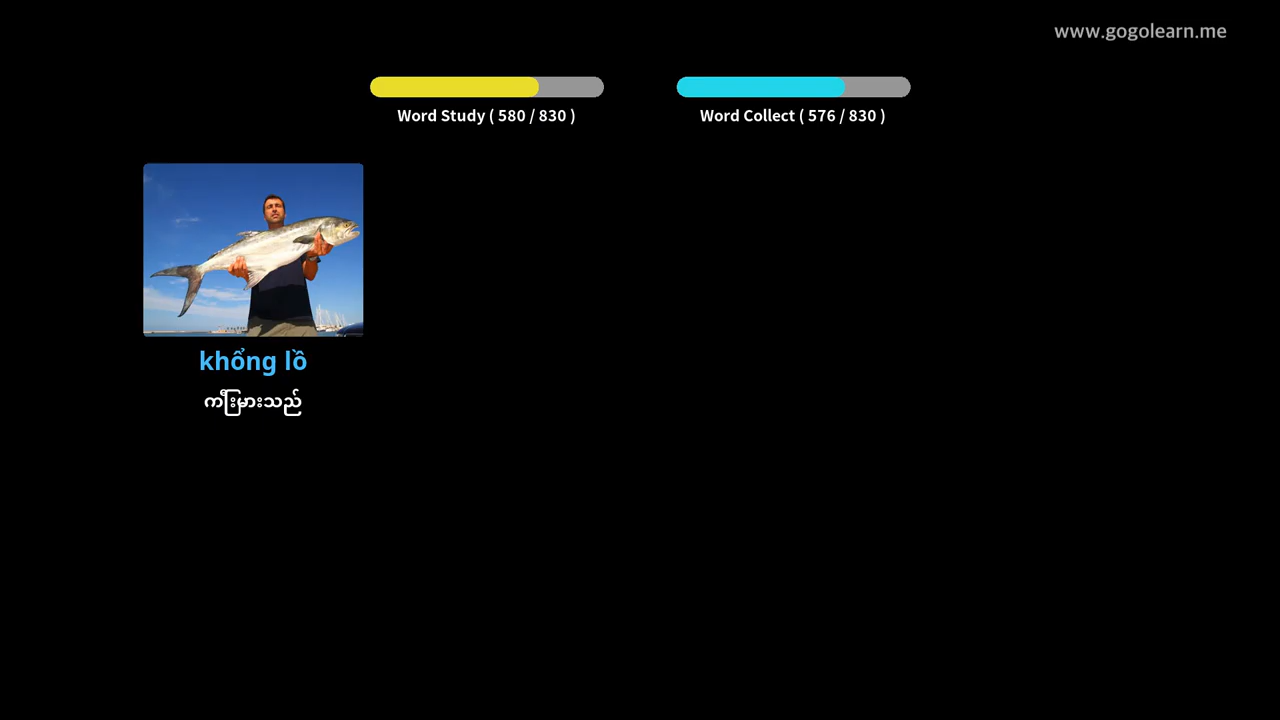 www.gogolearn.me
Word Study ( 580 / 830 )
Word Collect ( 576 / 830 )
khổng lồ
ကြီးမားသည်